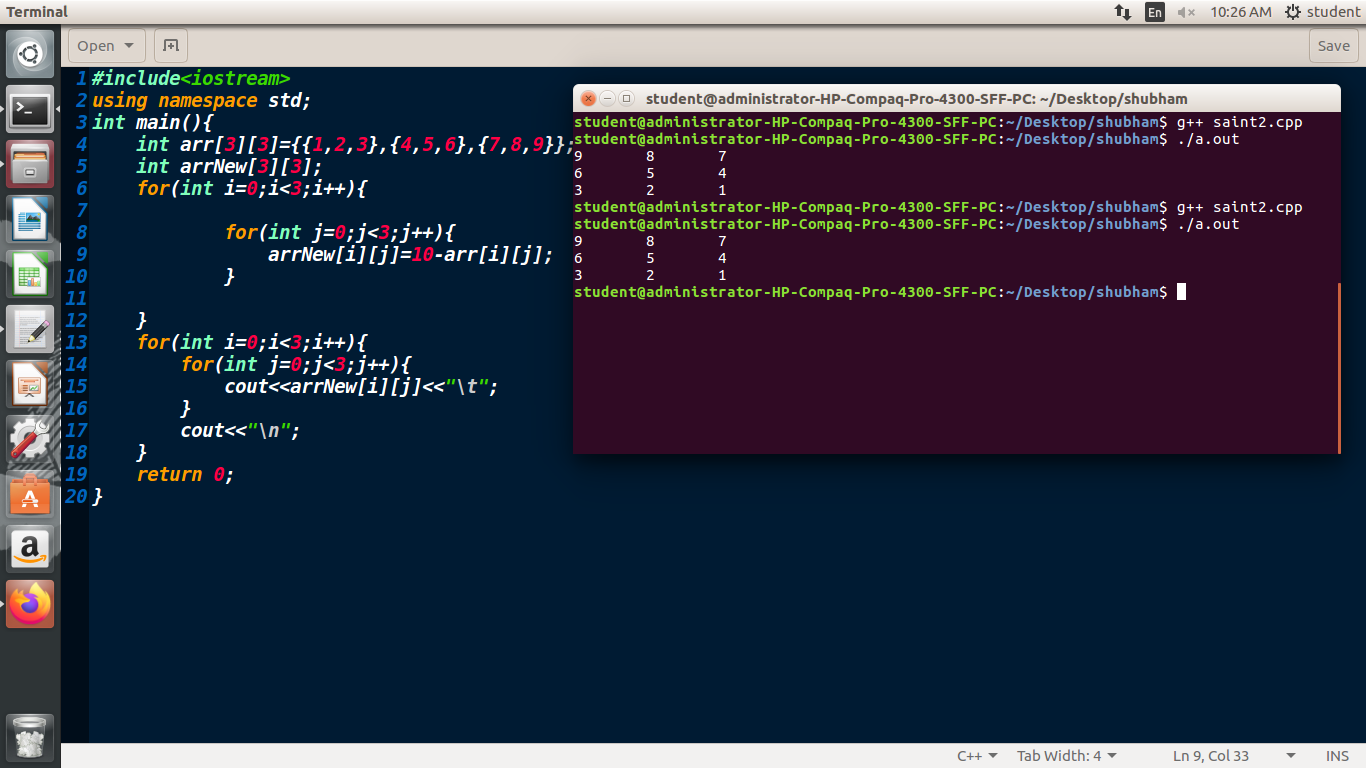 Terminal
En
10:26 AM
student
Open
Save
1 #include<iostream>
2 using namespace std;
3 int main(){
4     int arr[3][3]={{1,2,3},{4,5,6},{7,8,9}};
5     int arrNew[3][3];
6     for(int i=0;i<3;i++){
7
8             for(int j=0;j<3;j++){
9                 arrNew[i][j]=10-arr[i][j];
10             }
11
12     }
13     for(int i=0;i<3;i++){
14         for(int j=0;j<3;j++){
15             cout<<arrNew[i][j]<<"\t";
16         }
17         cout<<"\n";
18     }
19     return 0;
20 }
student@administrator-HP-Compaq-Pro-4300-SFF-PC: ~/Desktop/shubham
student@administrator-HP-Compaq-Pro-4300-SFF-PC:~/Desktop/shubham$ g++ saint2.cpp
student@administrator-HP-Compaq-Pro-4300-SFF-PC:~/Desktop/shubham$ ./a.out
9 8 7
6 5 4
3 2 1
student@administrator-HP-Compaq-Pro-4300-SFF-PC:~/Desktop/shubham$ g++ saint2.cpp
student@administrator-HP-Compaq-Pro-4300-SFF-PC:~/Desktop/shubham$ ./a.out
9 8 7
6 5 4
3 2 1
student@administrator-HP-Compaq-Pro-4300-SFF-PC:~/Desktop/shubham$
C++
Tab Width: 4
Ln 9, Col 33
INS